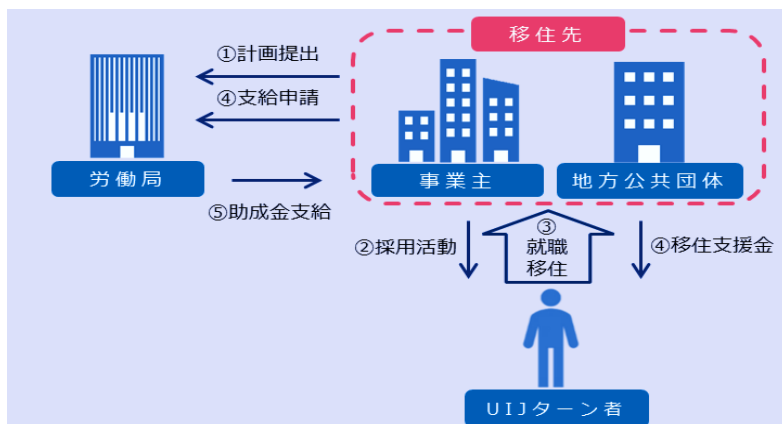 移住先
①計画提出
④支給申請
労働局
事業主
地方公共団体
⑤助成金支給
②採用活動
③
就職
移住
④移住支援金
UIJターン者